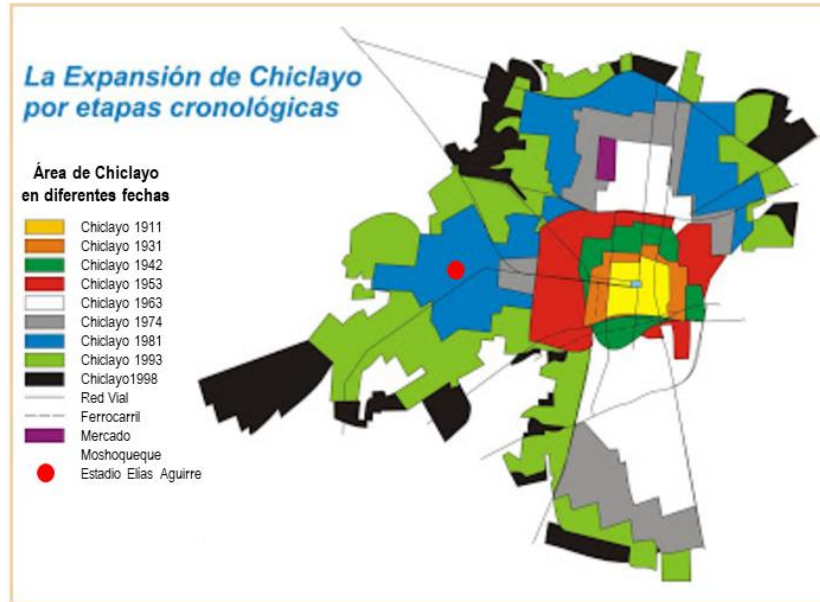 La Expansión de Chiclayo
por etapas cronológicas
Área de Chiclayo
en diferentes fechas
Chiclayo 1911
Chiclayo 1931
Chiclayo 1942
Chiclayo 1953
Chiclayo 1963
Chiclayo 1974
Chiclayo 1981
Chiclayo 1993
Chiclayo1998
Red Vial
Ferrocarril
Mercado
Moshoqueque
Estadio Elías Aguirre